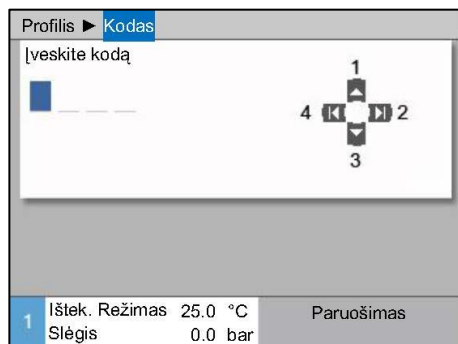 Profilis ► Kodas
Įveskite kodą
1
4 2
3
1
Ištek. Režimas 25.0 °C Paruošimas
Slėgis 0.0 bar